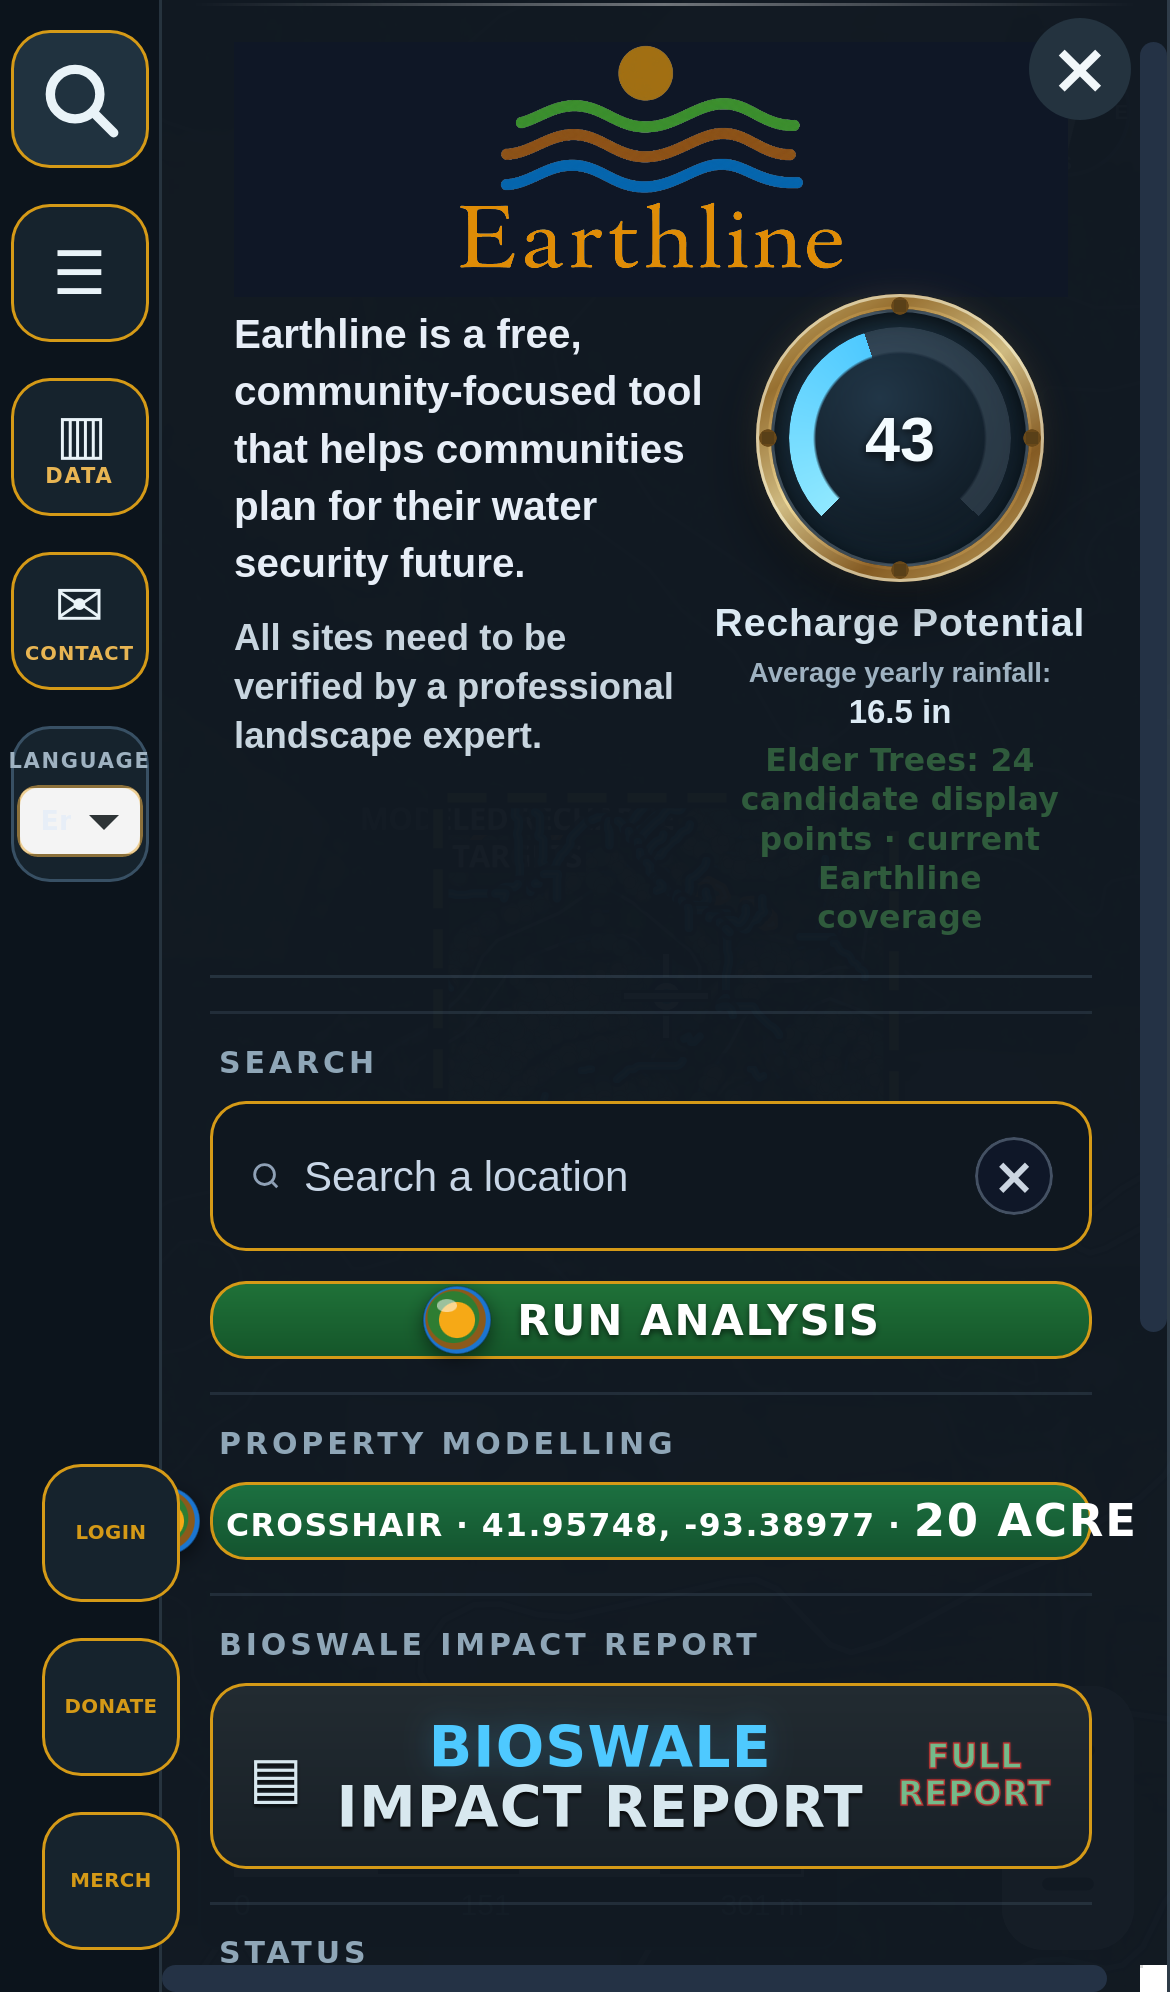 Earthline
Earthline is a free,
community-focused tool
that helps communities
plan for their water
security future.
All sites need to be
verified by a professional
landscape expert.
43
Recharge Potential
Average yearly rainfall:
16.5 in
Elder Trees: 24
candidate display
points · current
Earthline
coverage
DATA
CONTACT
LANGUAGE
SEARCH
Search a location
RUN ANALYSIS
PROPERTY MODELLING
CROSSHAIR · 41.95748, -93.38977 · 20 ACRE
BIOSWALE IMPACT REPORT
BIOSWALE
IMPACT REPORT
FULL
REPORT
STATUS
LOGIN
DONATE
MERCH